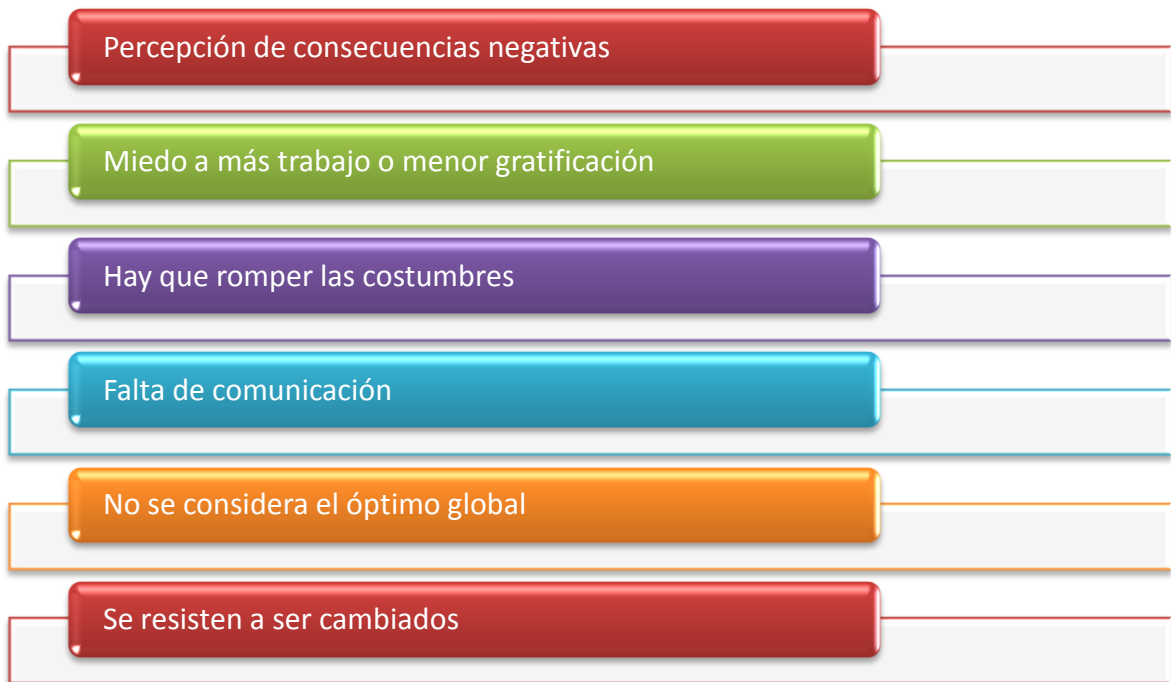 Percepción de consecuencias negativas
Miedo a más trabajo o menor gratificación
Hay que romper las costumbres
Falta de comunicación
No se considera el óptimo global
Se resisten a ser cambiados